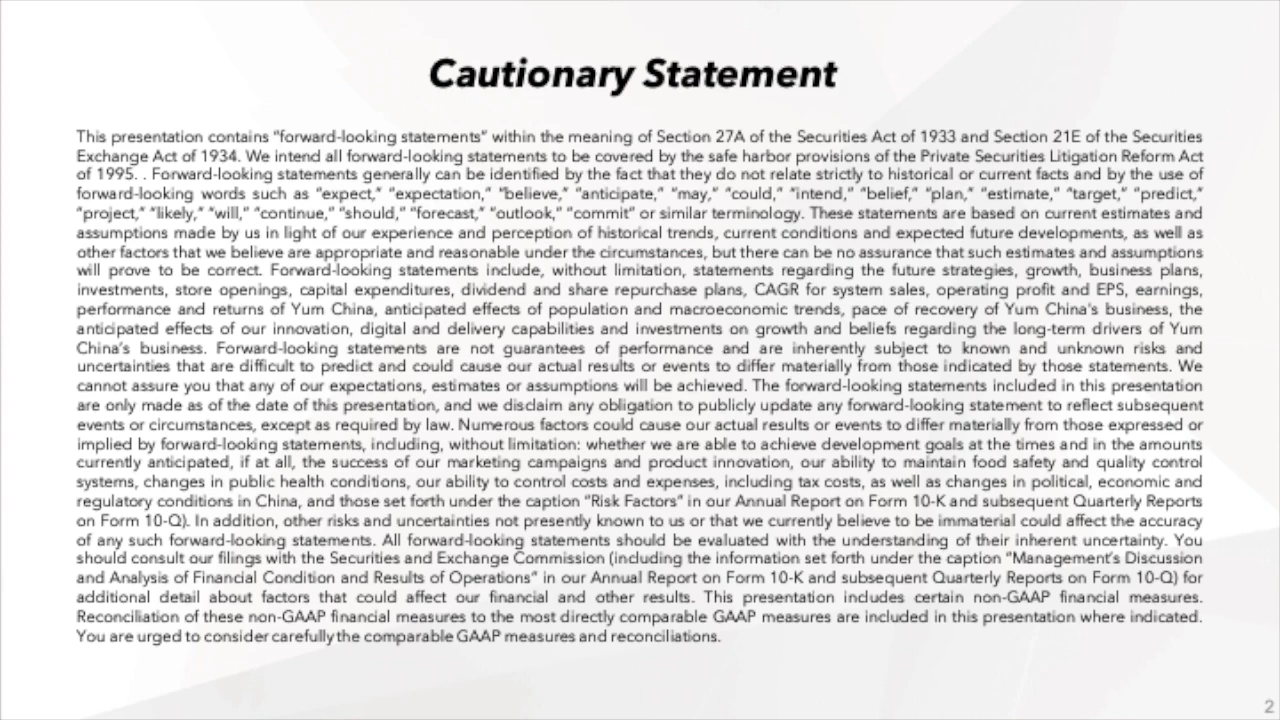 Cautionary Statement
This presentation contains “forward-looking statements” within the meaning of Section 27A of the Securities Act of 1933 and Section 21E of the Securities
Exchange Act of 1934. We intend all forward-looking statements to be covered by the safe harbor provisions of the Private Securities Litigation Reform Act
of 1995. . Forward-looking statements generally can be identified by the fact that they do not relate strictly to historical or current facts and by the use of
forward-looking words such as “expect,” “expectation,” “believe,” “anticipate,” “may,” “could,” “intend,” “belief,” “plan,” “estimate,” “target,” “predict,”
“project,” “likely,” “will,” “continue,” “should,” “forecast,” “outlook,” “commit” or similar terminology. These statements are based on current estimates and
assumptions made by us in light of our experience and perception of historical trends, current conditions and expected future developments, as well as
other factors that we believe are appropriate and reasonable under the circumstances, but there can be no assurance that such estimates and assumptions
will prove to be correct. Forward-looking statements include, without limitation, statements regarding the future strategies, growth, business plans,
investments, store openings, capital expenditures, dividend and share repurchase plans, CAGR for system sales, operating profit and EPS, earnings,
performance and returns of Yum China, anticipated effects of population and macroeconomic trends, pace of recovery of Yum China’s business, the
anticipated effects of our innovation, digital and delivery capabilities and investments on growth and beliefs regarding the long-term drivers of Yum
China’s business. Forward-looking statements are not guarantees of performance and are inherently subject to known and unknown risks and
uncertainties that are difficult to predict and could cause our actual results or events to differ materially from those indicated by those statements. We
cannot assure you that any of our expectations, estimates or assumptions will be achieved. The forward-looking statements included in this presentation
are only made as of the date of this presentation, and we disclaim any obligation to publicly update any forward-looking statement to reflect subsequent
events or circumstances, except as required by law. Numerous factors could cause our actual results or events to differ materially from those expressed or
implied by forward-looking statements, including, without limitation: whether we are able to achieve development goals at the times and in the amounts
currently anticipated, if at all, the success of our marketing campaigns and product innovation, our ability to maintain food safety and quality control
systems, changes in public health conditions, our ability to control costs and expenses, including tax costs, as well as changes in political, economic and
regulatory conditions in China, and those set forth under the caption “Risk Factors” in our Annual Report on Form 10-K and subsequent Quarterly Reports
on Form 10-Q). In addition, other risks and uncertainties not presently known to us or that we currently believe to be immaterial could affect the accuracy
of any such forward-looking statements. All forward-looking statements should be evaluated with the understanding of their inherent uncertainty. You
should consult our filings with the Securities and Exchange Commission (including the information set forth under the caption “Management’s Discussion
and Analysis of Financial Condition and Results of Operations” in our Annual Report on Form 10-K and subsequent Quarterly Reports on Form 10-Q) for
additional detail about factors that could affect our financial and other results. This presentation includes certain non-GAAP financial measures.
Reconciliation of these non-GAAP financial measures to the most directly comparable GAAP measures are included in this presentation where indicated.
You are urged to consider carefully the comparable GAAP measures and reconciliations.
2